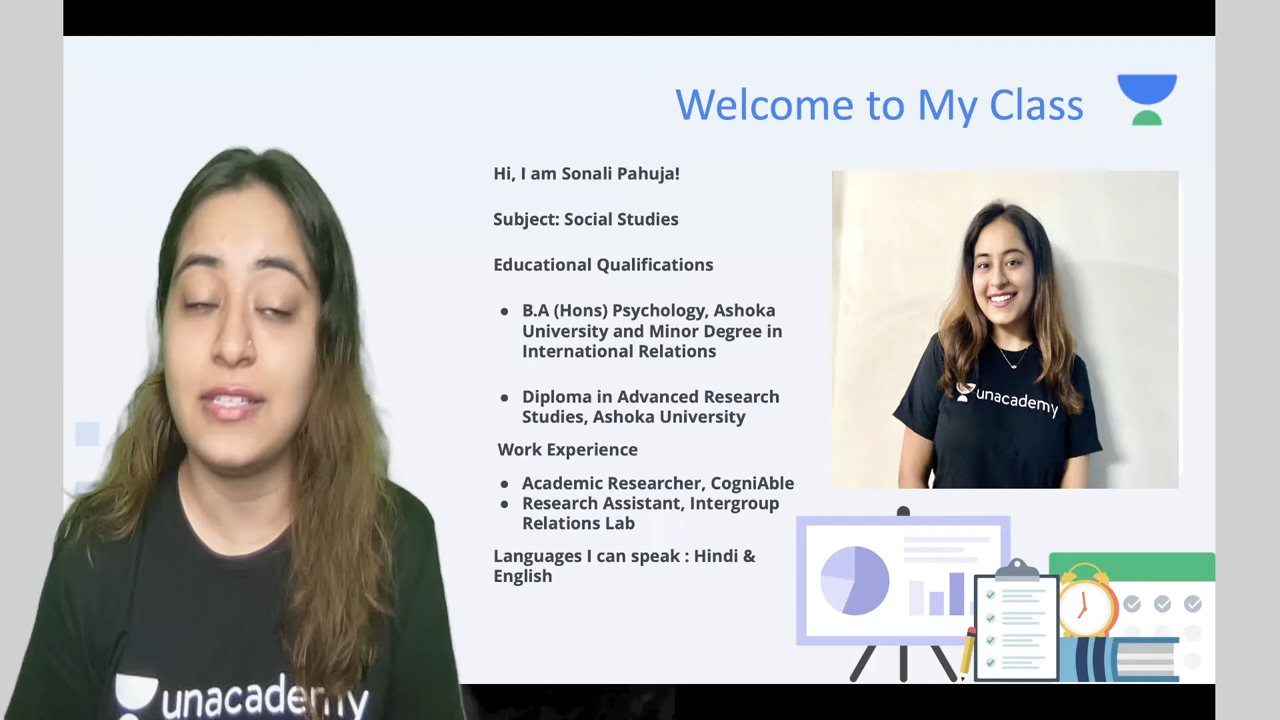 Welcome to My Class
Hi, I am Sonali Pahuja!
Subject: Social Studies
Educational Qualifications
● B.A (Hons) Psychology, Ashoka
University and Minor Degree in
International Relations
● Diploma in Advanced Research
Studies, Ashoka University
Work Experience
● Academic Researcher, CogniAble
● Research Assistant, Intergroup
Relations Lab
Languages I can speak : Hindi &
English
unacademy
unacademy